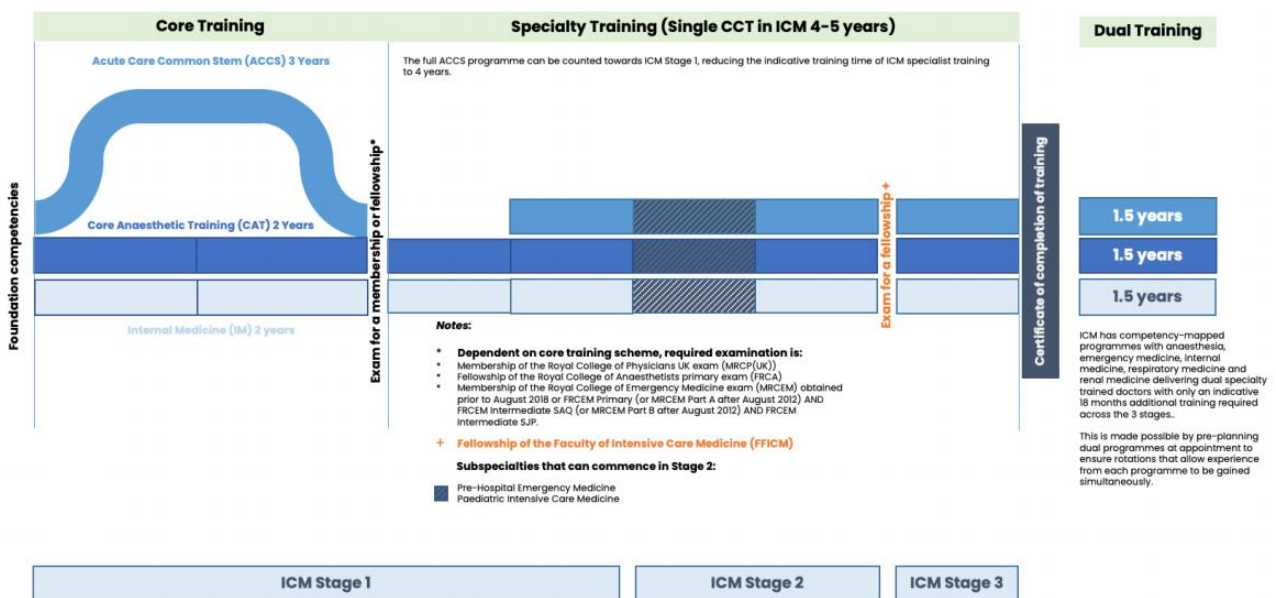 Core Training
Specialty Training (Single CCT in ICM 4-5 years)
Dual Training
Acute Care Common Stem (ACCS) 3 Years
The full ACCS programme can be counted towards ICM Stage 1, reducing the indicative training time of ICM specialist training
to 4 years.
Foundation competencies
Core Anaesthetic Training (CAT) 2 Years
Internal Medicine (IM) 2 years
Exam for a membership or fellowship*
Exam for a fellowship +
Certificate of completion of training
1.5 years
1.5 years
1.5 years
Notes:
* Dependent on core training scheme, required examination is:
* Membership of the Royal College of Physicians UK exam (MRCP(UK))
* Fellowship of the Royal College of Anaesthetists primary exam (FRCA)
* Membership of the Royal College of Emergency Medicine exam (MRCEM) obtained
prior to August 2018 or FRCEM Primary (or MRCEM Part A after August 2012) AND
FRCEM Intermediate SAQ (or MRCEM Part B after August 2012) AND FRCEM
Intermediate SJP.
+ Fellowship of the Faculty of Intensive Care Medicine (FFICM)
Subspecialties that can commence in Stage 2:
Pre-Hospital Emergency Medicine
Paediatric Intensive Care Medicine
ICM has competency-mapped
programmes with anaesthesia,
emergency medicine, internal
medicine, respiratory medicine and
renal medicine delivering dual specialty
trained doctors with only an indicative
18 months additional training required
across the 3 stages..
This is made possible by pre-planning
dual programmes at appointment to
ensure rotations that allow experience
from each programme to be gained
simultaneously.
ICM Stage 1
ICM Stage 2
ICM Stage 3